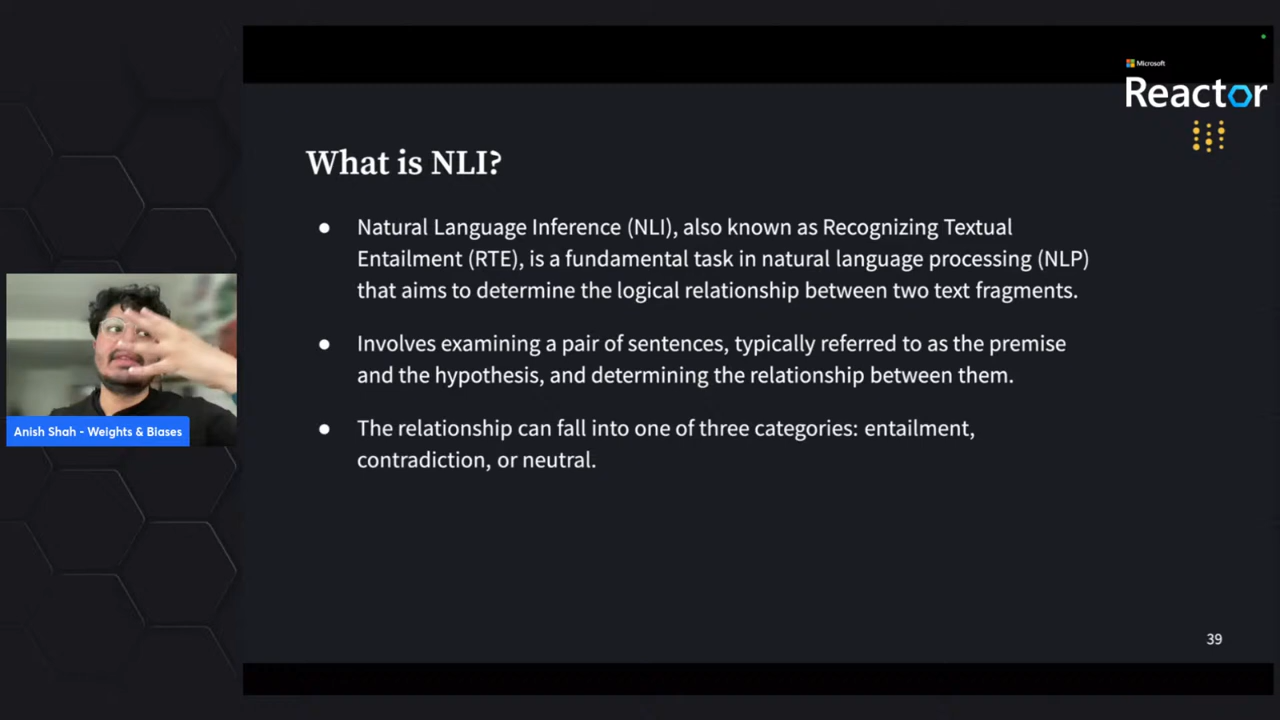 Microsoft
Reactor
What is NLI?
● Natural Language Inference (NLI), also known as Recognizing Textual
Entailment (RTE), is a fundamental task in natural language processing (NLP)
that aims to determine the logical relationship between two text fragments.
● Involves examining a pair of sentences, typically referred to as the premise
and the hypothesis, and determining the relationship between them.
● The relationship can fall into one of three categories: entailment,
contradiction, or neutral.
Anish Shah - Weights & Biases
39